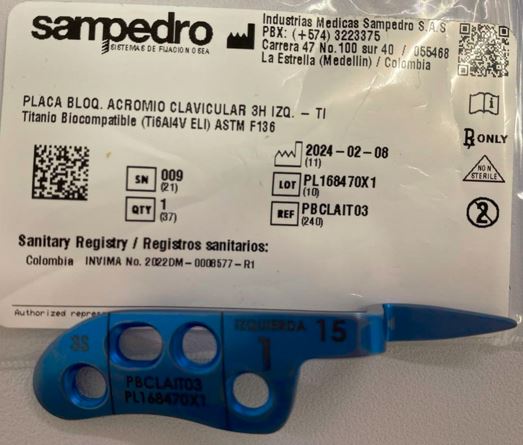 sampedro
SISTEMAS DE FIJACION OSEA
Industrias Medicas Sampedro S.A.S
PBX: (+574) 3223375
Carrera 47 No.100 sur 40 / 055468
La Estrella (Medellin) / Colombia
PLACA BLOQ. ACROMIO CLAVICULAR 3H IZQ. - TI
Titanio Biocompatible (Ti6Al4V ELI) ASTM F136
SN 009
(21)
QTY 1
(37)
2024-02-08
(11)
LOT PL168470X1
(10)
REF PBCLAIT03
(240)
RONLY
NON
STERILE
2
Sanitary Registry / Registros sanitarios:
Colombia INVIMA No. 2022DM-0008577-R1
Authorized repres
3S
IZQUIERDA
1
15
PBCLAIT03
PL168470X1